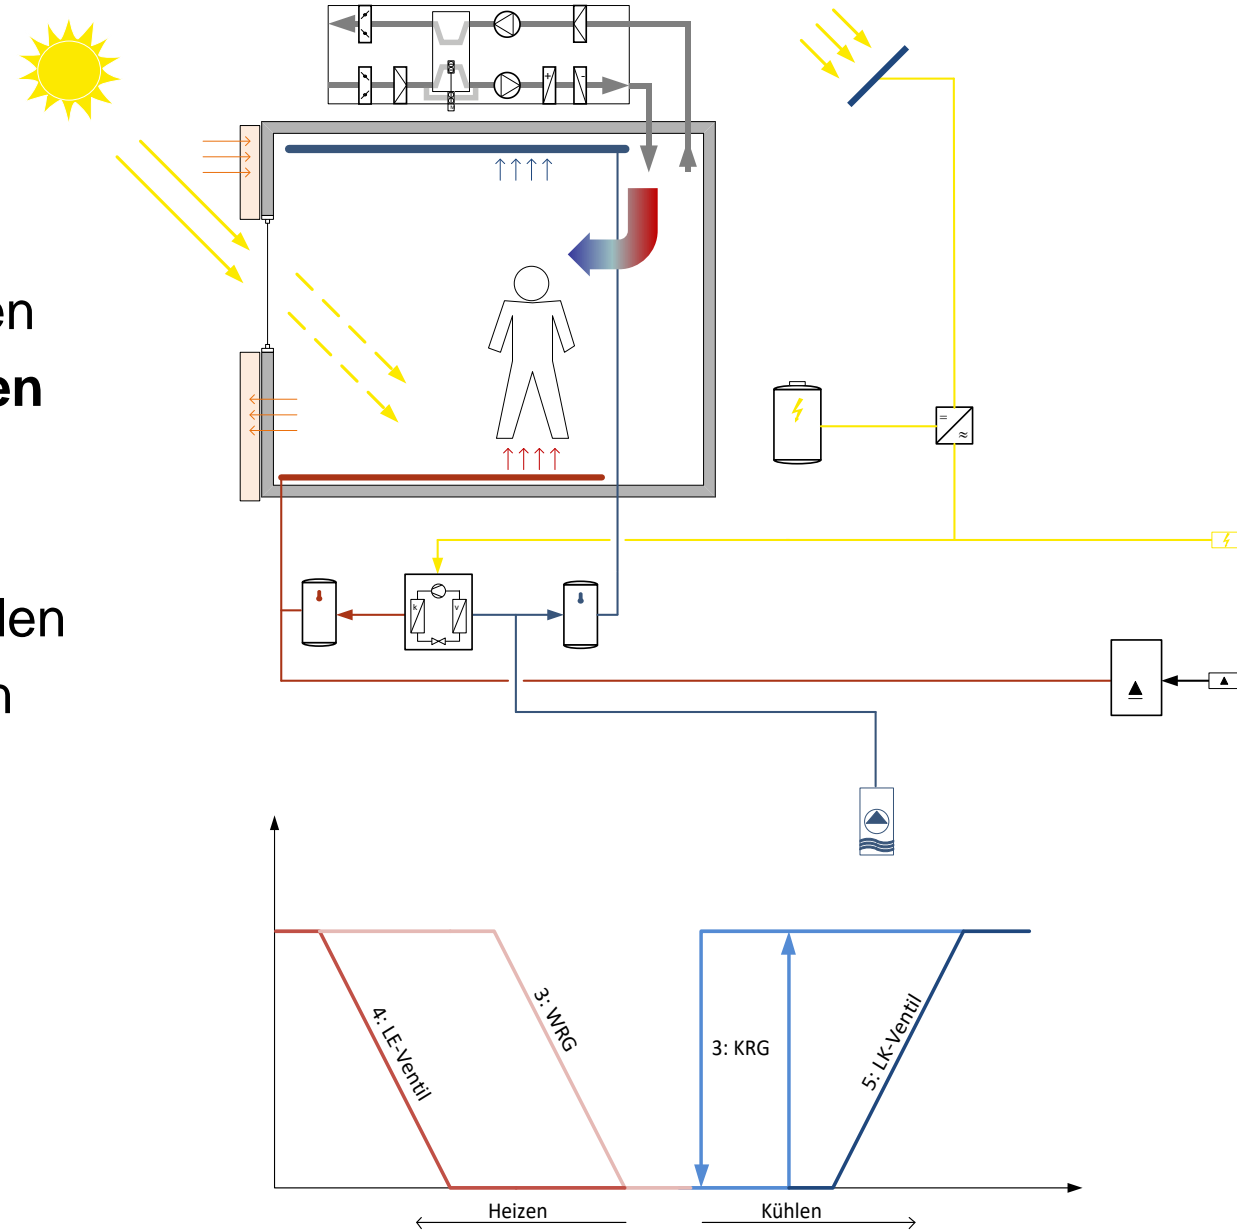 en
en
len
n
+
-
=
≈
k
v
4: LE-Ventil
3: WRG
3: KRG
5: LK-Ventil
Heizen
Kühlen